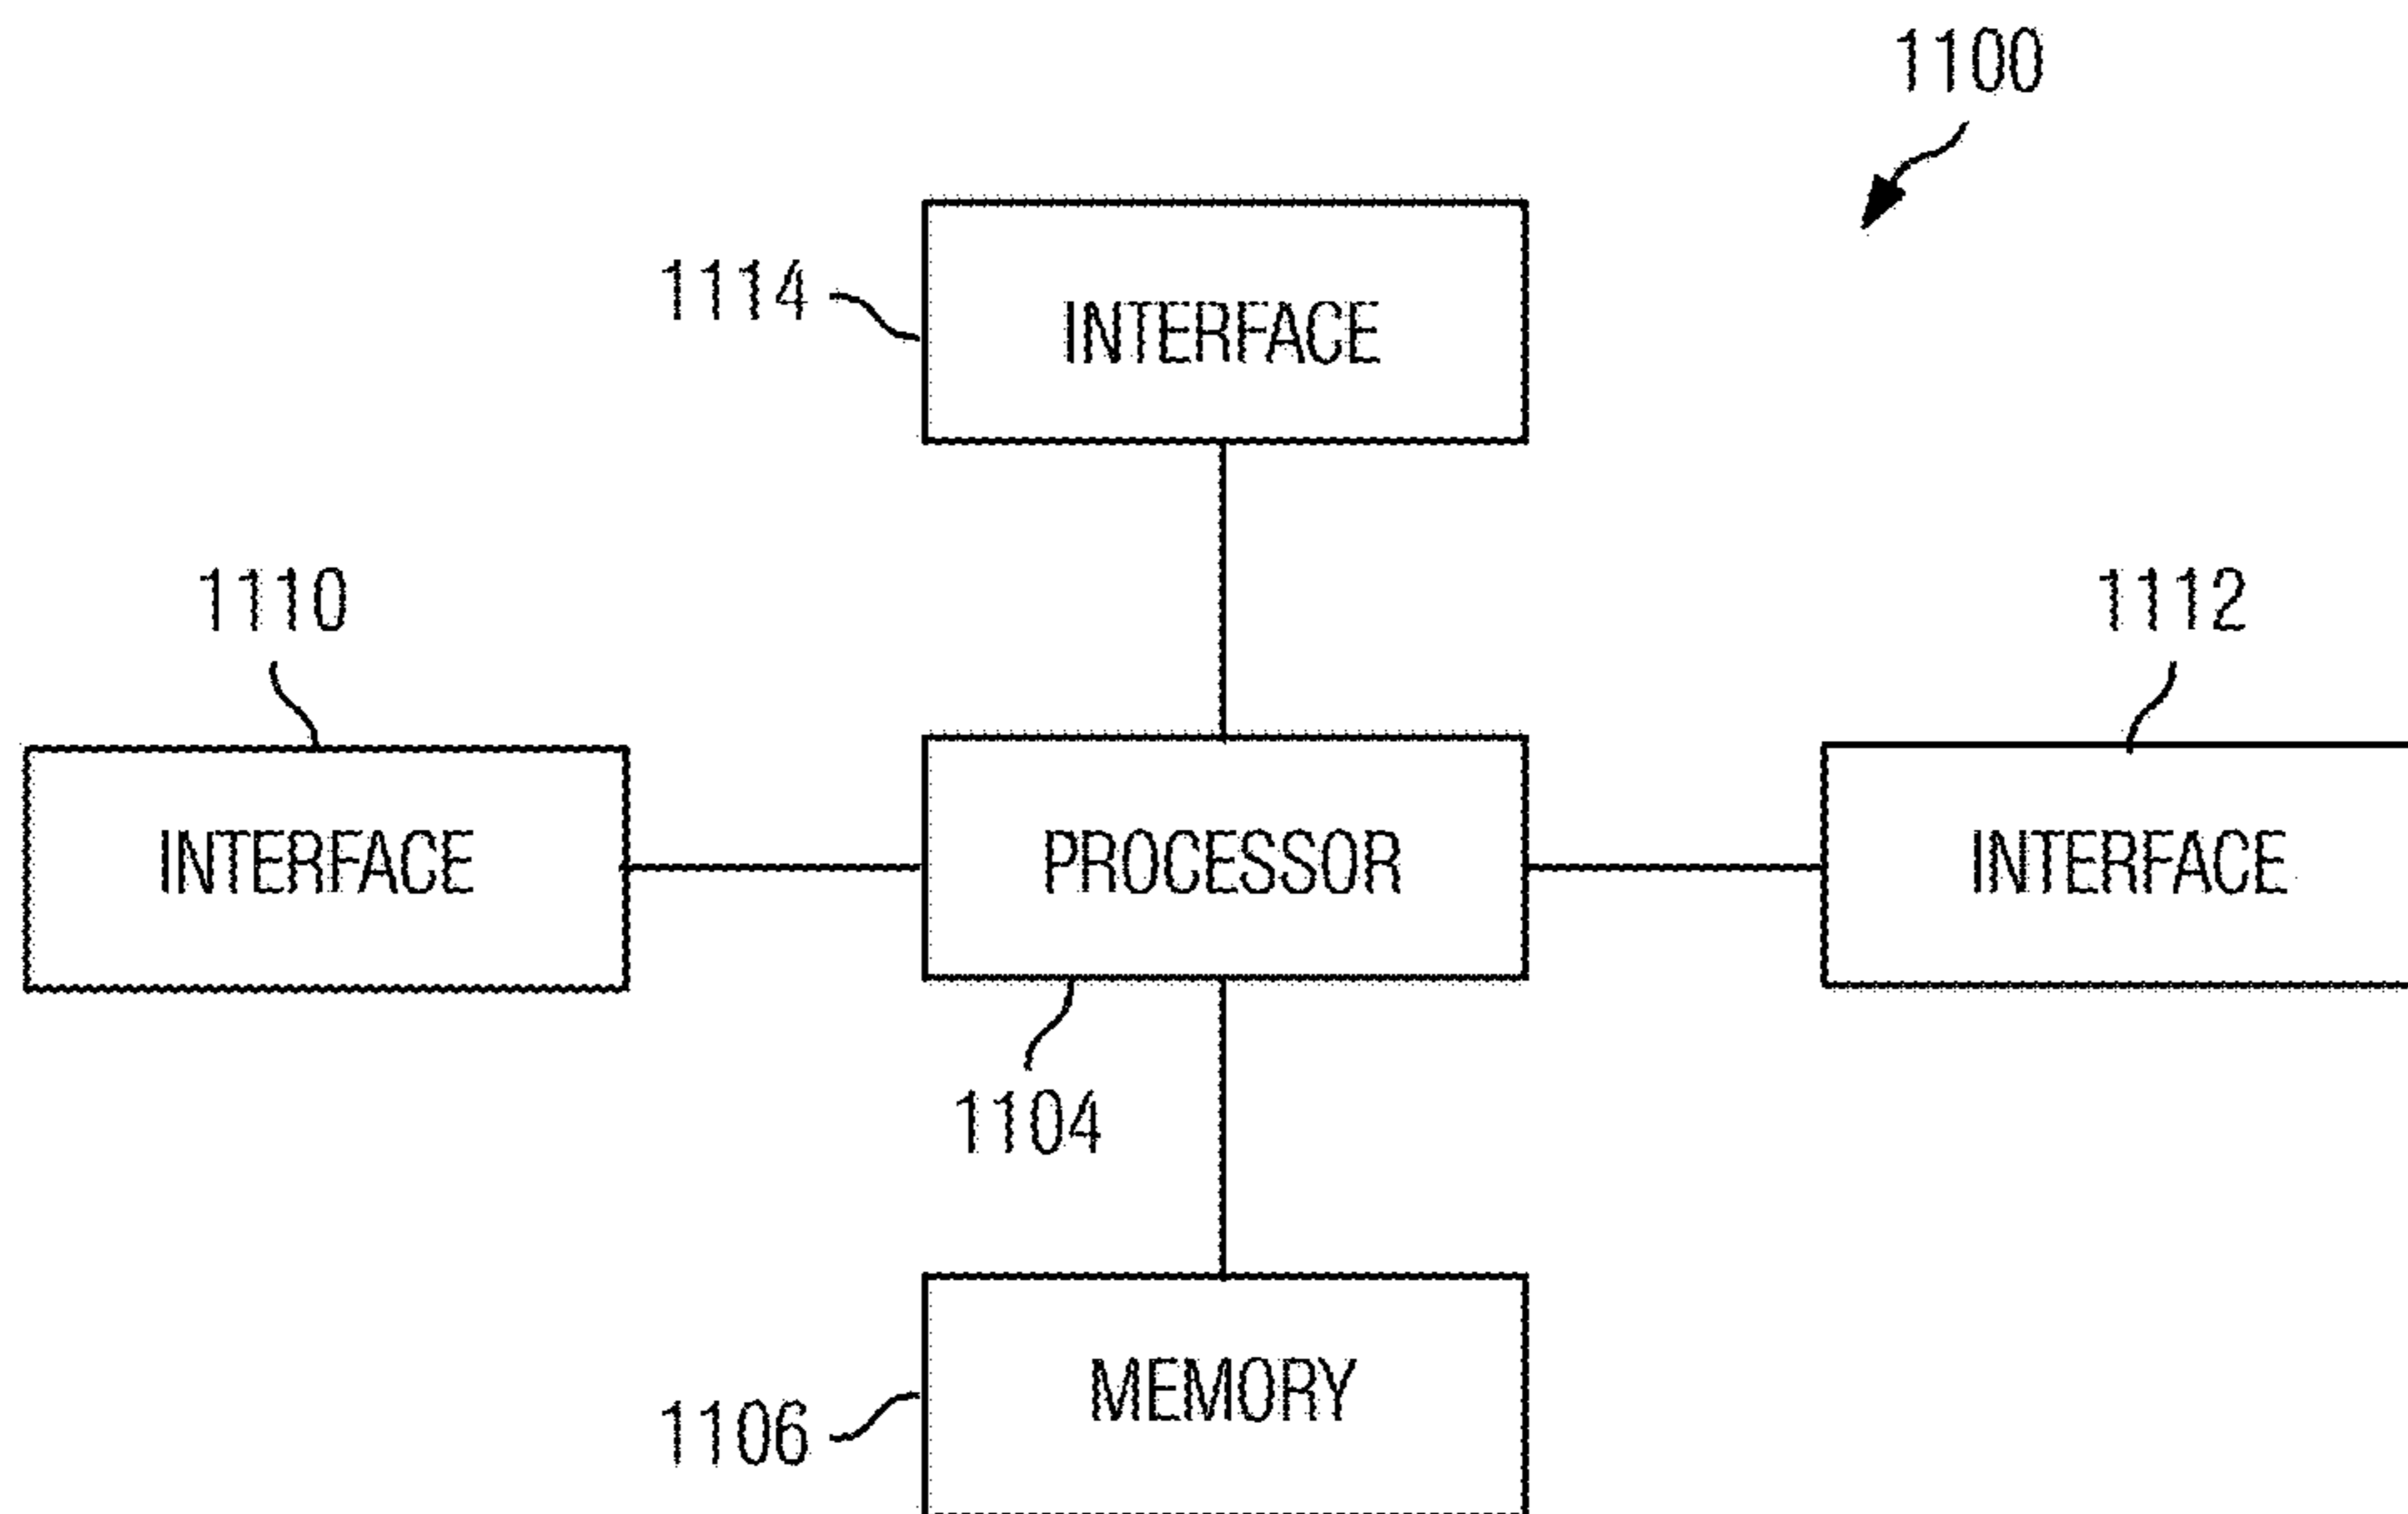 1100
1114
INTERFACE
1110
1112
INTERFACE
PROCESSOR
INTERFACE
1104
MEMORY
1106